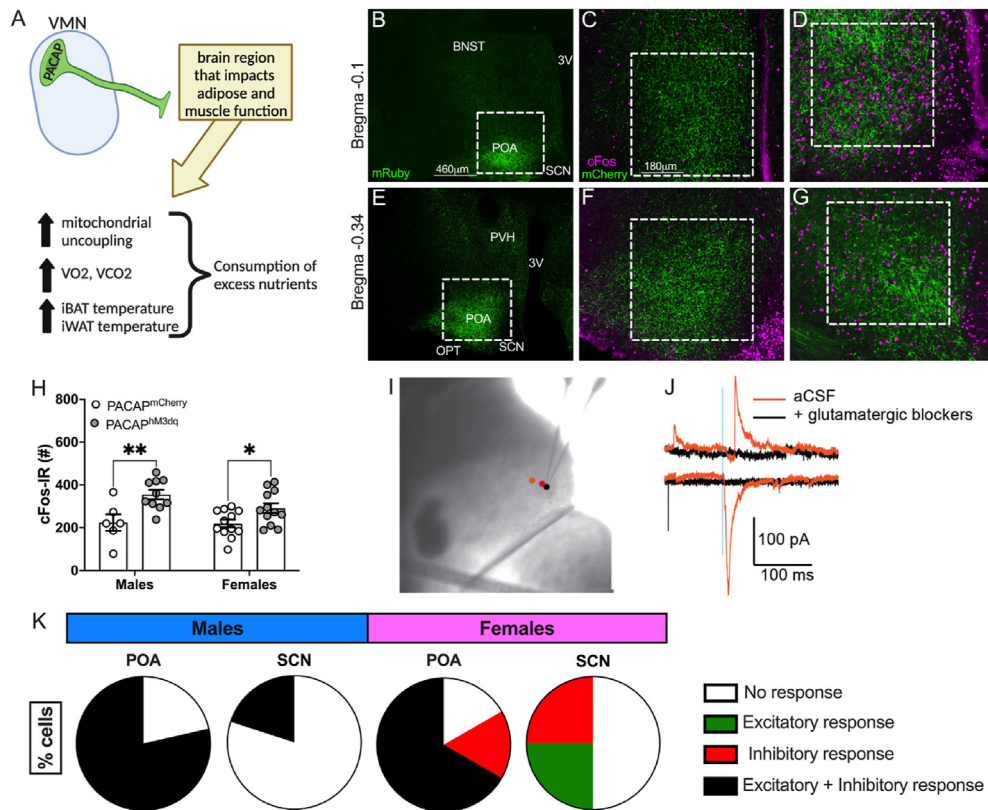 A
VMN
PACAP
brain region
that impacts
adipose and
muscle function
mitochondrial
uncoupling
VO2, VCO2
iBAT temperature
iWAT temperature
Consumption of
excess nutrients
Bregma -0.1
B
BNST
3V
POA
mRuby
460μm
SCN
C
cFos
mCherry
180μm
D
Bregma -0.34
E
PVH
3V
POA
OPT
SCN
F
G
H
PACAPmCherry
PACAPhM3dq
cFos-IR (#)
800
600
400
200
0
**
*
Males
Females
I
J
aCSF
+ glutamatergic blockers
100 pA
100 ms
K
Males
Females
POA
SCN
POA
SCN
% cells
No response
Excitatory response
Inhibitory response
Excitatory + Inhibitory response